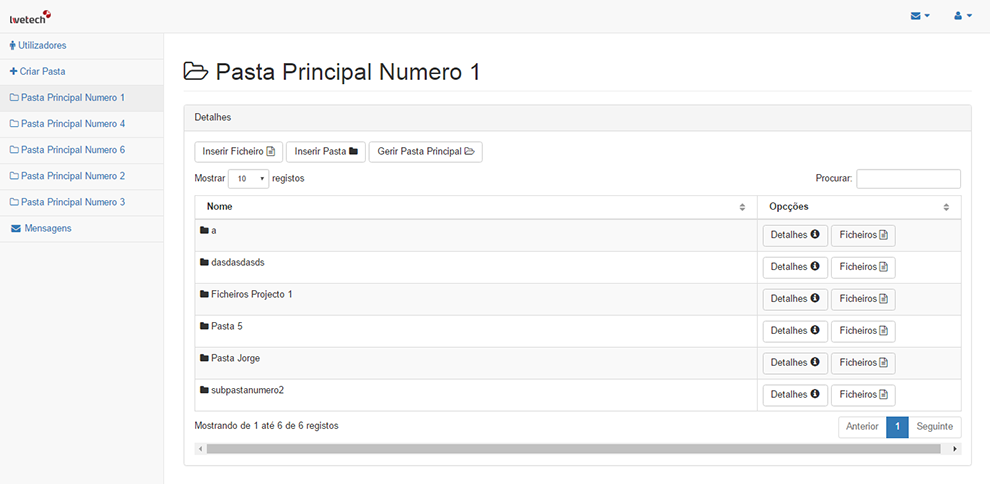 lwetech
Utilizadores
Criar Pasta
Pasta Principal Numero 1
Pasta Principal Numero 4
Pasta Principal Numero 6
Pasta Principal Numero 2
Pasta Principal Numero 3
Mensagens
Pasta Principal Numero 1
Detalhes
Inserir Ficheiro Inserir Pasta Gerir Pasta Principal
Mostrar 10 registos Procurar:
Nome Opcções
a Detalhes Ficheiros
dasdasdasds Detalhes Ficheiros
Ficheiros Projecto 1 Detalhes Ficheiros
Pasta 5 Detalhes Ficheiros
Pasta Jorge Detalhes Ficheiros
subpastanumero2 Detalhes Ficheiros
Mostrando de 1 até 6 de 6 registos Anterior 1 Seguinte